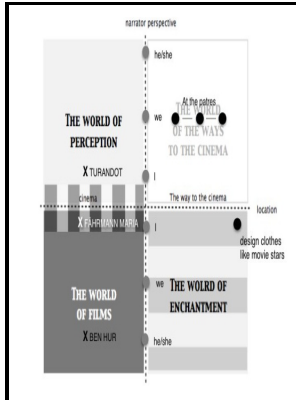 narrator perspective
he/she
THE WORLD OF
PERCEPTION
X TURANDOT
we
At the patres
THE WORLD
OF THE WAYS
TO THE CINEMA
I
cinema
The way to the cinema
location
X FÄHRMANN MARIA
I
design clothes
like movie stars
THE WORLD
OF FILMS
X BEN HUR
we
THE WOLRD OF
ENCHANTMENT
he/she